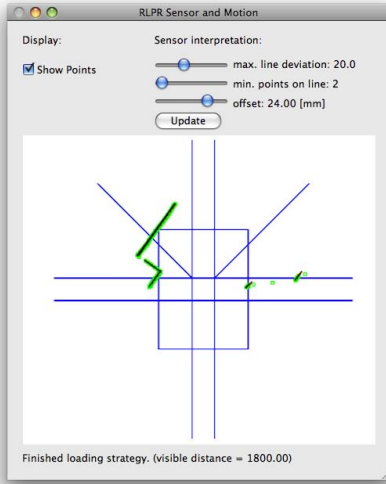 RLPR Sensor and Motion
Display:
Sensor interpretation:
Show Points
max. line deviation: 20.0
min. points on line: 2
offset: 24.00 [mm]
Update
Finished loading strategy. (visible distance = 1800.00)